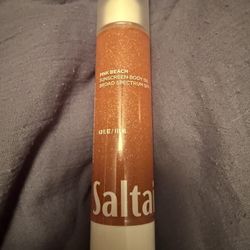 PINK BEACH
SUNSCREEN BODY OIL
BROAD SPECTRUM SPF
Salta